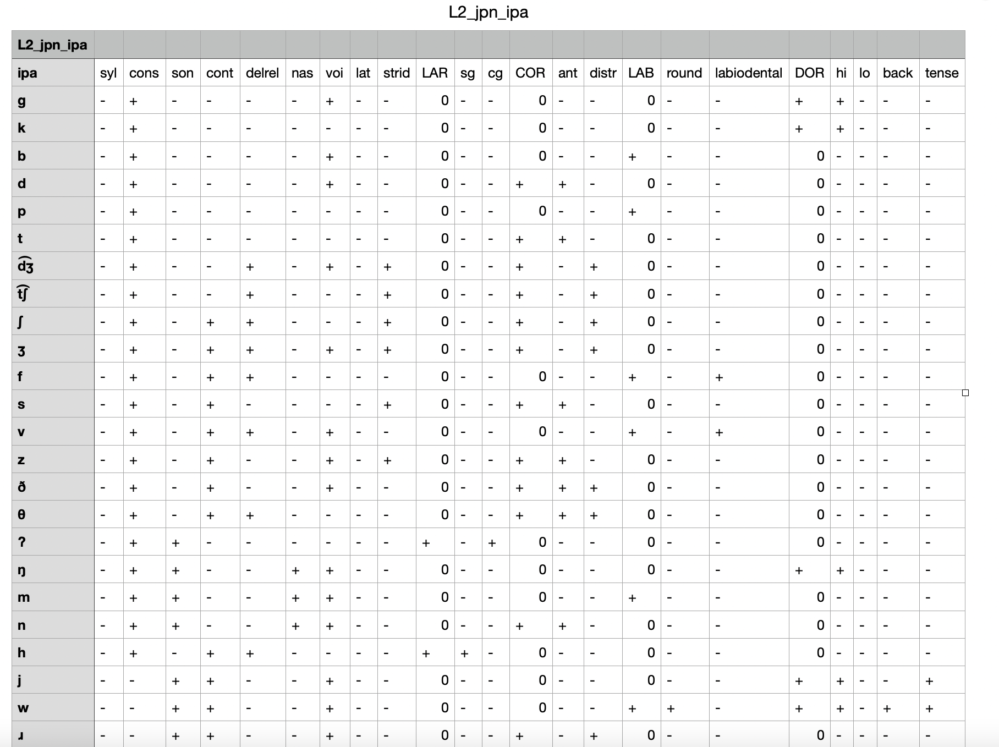 L2_jpn_ipa
L2_jpn_ipa
ipa syl cons son cont delrel nas voi lat strid LAR sg cg COR ant distr LAB round labiodental DOR hi lo back tense
g - + - - - - + - - 0 - - 0 - - 0 - - + + - - -
k - + - - - - - - - 0 - - 0 - - 0 - - + + - - -
b - + - - - - + - - 0 - - 0 - - + - - 0 - - - -
d - + - - - - + - - 0 - - + + - 0 - - 0 - - - -
p - + - - - - - - - 0 - - 0 - - + - - 0 - - - -
t - + - - - - - - - 0 - - + + - 0 - - 0 - - - -
d͡ʒ - + - - + - + - + 0 - - + - + 0 - - 0 - - - -
t͡ʃ - + - - + - - - + 0 - - + - + 0 - - 0 - - - -
ʃ - + - + + - - - + 0 - - + - + 0 - - 0 - - - -
ʒ - + - + + - + - + 0 - - + - + 0 - - 0 - - - -
f - + - + + - - - - 0 - - 0 - - + - + 0 - - - -
s - + - + - - - - + 0 - - + + - 0 - - 0 - - - -
v - + - + + - + - - 0 - - 0 - - + - + 0 - - - -
z - + - + - - + - + 0 - - + + - 0 - - 0 - - - -
ð - + - + - - + - - 0 - - + + + 0 - - 0 - - - -
θ - + - + + - - - - 0 - - + + + 0 - - 0 - - - -
ʔ - + + - - - - - - + - + 0 - - 0 - - 0 - - - -
ŋ - + + - - + + - - 0 - - 0 - - 0 - - + + - - -
m - + + - - + + - - 0 - - 0 - - + - - 0 - - - -
n - + + - - + + - - 0 - - + + - 0 - - 0 - - - -
h - + - + + - - - - + + - 0 - - 0 - - 0 - - - -
j - - + + - - + - - 0 - - 0 - - 0 - - + + - - +
w - - + + - - + - - 0 - - 0 - - + + - + + - + +
ɹ - - + + - - + - - 0 - - + - + 0 - - 0 - - - -